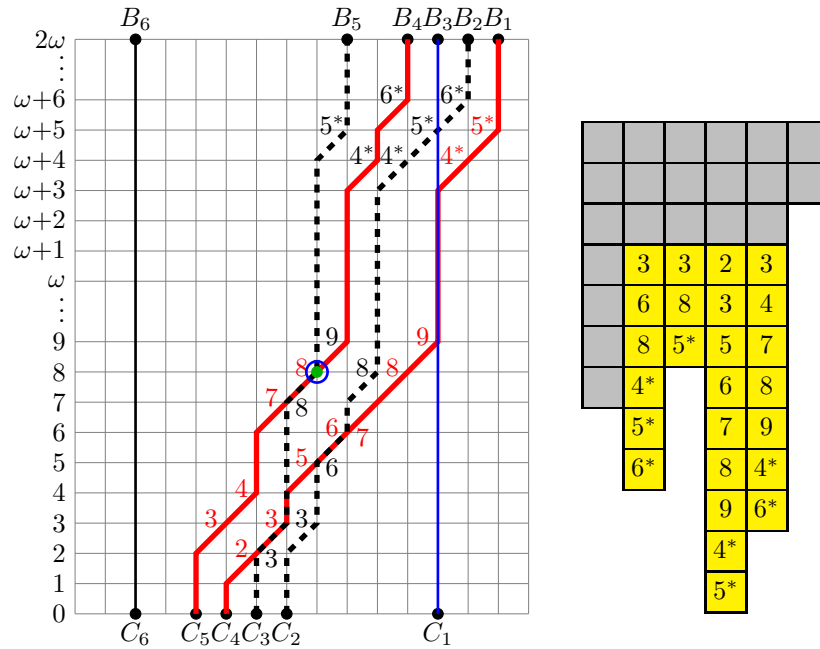 B₆ B₅ B₄ B₃ B₂ B₁
2ω
⋮
ω+6 6* 6*
ω+5 5* 5* 5*
ω+4 4* 4* 4*
ω+3
ω+2
ω+1
ω
⋮
9 9 9
8 8 8 8
7 7 8
6 6 7
5 5 6
4 4
3 3 3 3
2 2 3
1
0
C₆ C₅ C₄ C₃ C₂ C₁
3 3 2 3
6 8 3 4
8 5* 5 7
4* 6 8
5* 7 9
6* 8 4*
9 6*
4*
5*